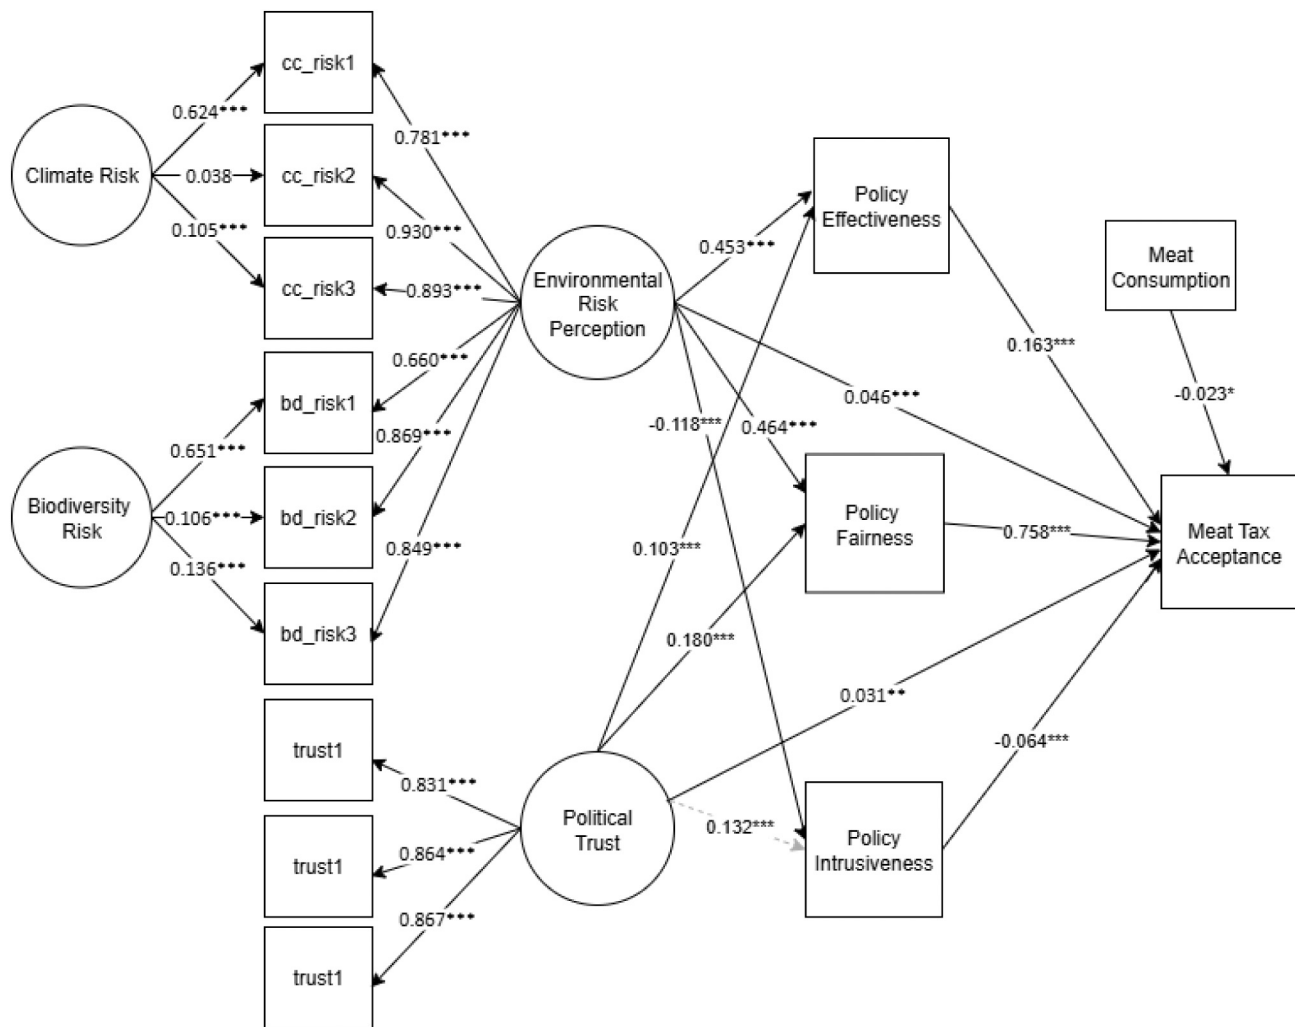 cc_risk1
0.624***
0.781***
Climate Risk
0.038
cc_risk2
0.930***
0.105***
cc_risk3
0.893***
Environmental
Risk
Perception
0.453***
Policy
Effectiveness
Meat
Consumption
0.163***
-0.023*
bd_risk1
0.660***
0.651***
0.869***
-0.118***
0.464***
0.046***
Biodiversity
Risk
0.106***
bd_risk2
0.849***
0.136***
bd_risk3
0.103***
Policy
Fairness
0.758***
Meat Tax
Acceptance
0.180***
0.031**
-0.064***
trust1
0.831***
trust1
0.864***
Political
Trust
0.132***
Policy
Intrusiveness
0.867***
trust1